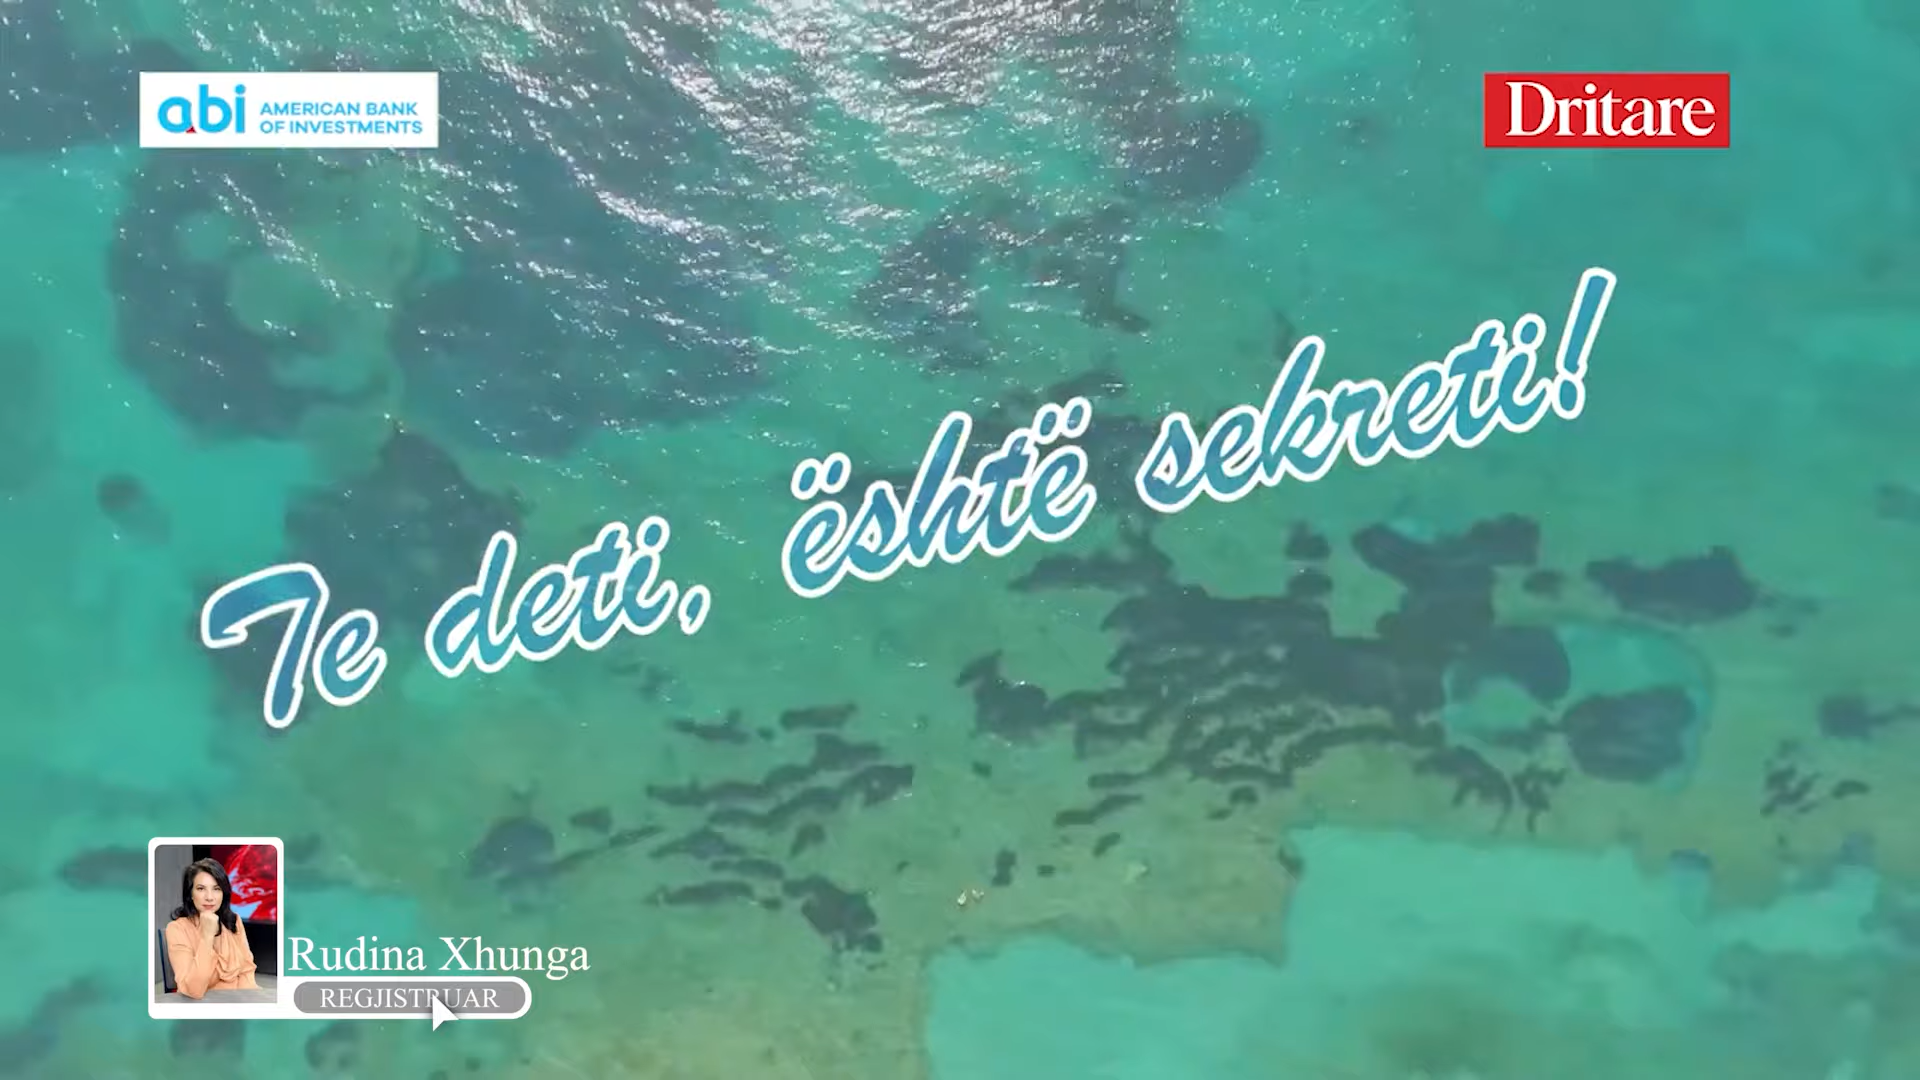 abi AMERICAN BANK
OF INVESTMENTS
Dritare
Te deti, është sekreti!
Rudina Xhunga
REGJISTRUAR